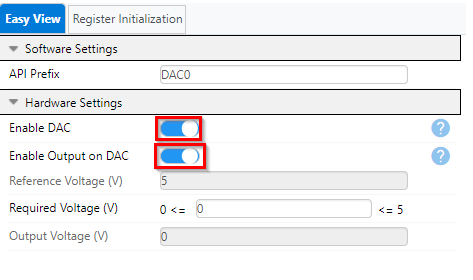 Easy View Register Initialization
Software Settings
API Prefix DAC0
Hardware Settings
Enable DAC ?
Enable Output on DAC ?
Reference Voltage (V) 5
Required Voltage (V) 0 <= 0 <= 5
Output Voltage (V) 0